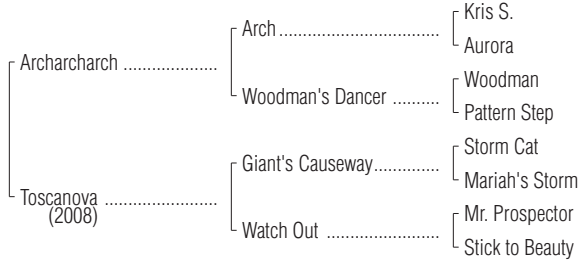 Kris S.
Arch........................................
Aurora
Archarcharch ....................
Woodman
Woodman's Dancer ..........
Pattern Step
Storm Cat
Giant's Causeway..............
Mariah's Storm
Toscanova ........................
(2008)
Mr. Prospector
Watch Out ........................
Stick to Beauty